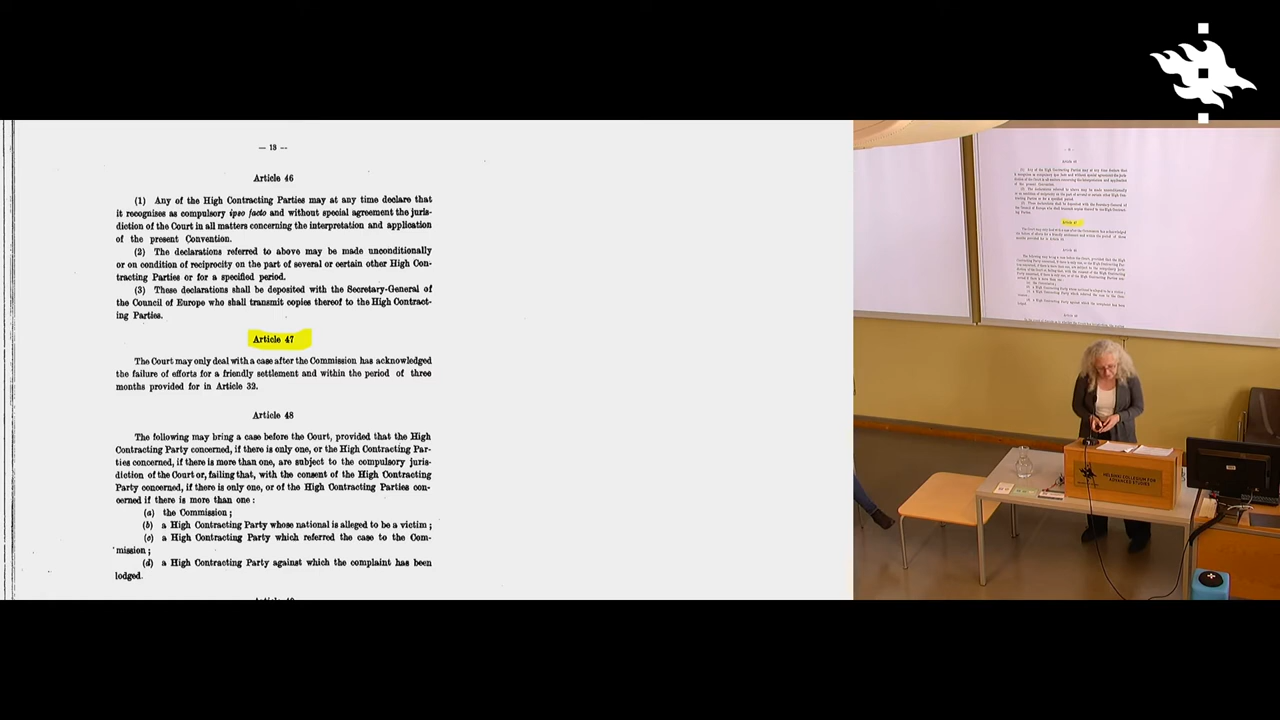 — 13 --
Article 46
(1) Any of the High Contracting Parties may at any time declare that
it recognises as compulsory ipso facto and without special agreement the juris-
diction of the Court in all matters concerning the interpretation and application
of the present Convention.
(2) The declarations referred to above may be made unconditionally
or on condition of reciprocity on the part of several or certain other High Con-
tracting Parties or for a specified period.
(3) These declarations shall be deposited with the Secretary-General of
the Council of Europe who shall transmit copies thereof to the High Contract-
ing Parties.
Article 47
The Court may only deal with a case after the Commission has acknowledged
the failure of efforts for a friendly settlement and within the period of three
months provided for in Article 32.
Article 48
The following may bring a case before the Court, provided that the High
Contracting Party concerned, if there is only one, or the High Contracting Par-
ties concerned, if there is more than one, are subject to the compulsory juris-
diction of the Court or, failing that, with the consent of the High Contracting
Party concerned, if there is only one, or of the High Contracting Parties con-
cerned if there is more than one :
(a) the Commission ;
(b) a High Contracting Party whose national is alleged to be a victim ;
(c) a High Contracting Party which referred the case to the Com-
mission ;
(d) a High Contracting Party against which the complaint has been
lodged.
Article 47
HELSINKI COLLEGIUM FOR
ADVANCED STUDIES